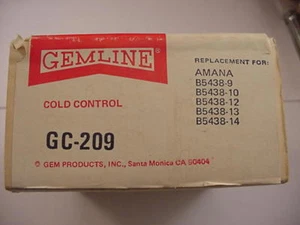 GEMLINE
REPLACEMENT FOR:
AMANA
B5438-9
B5438-10
B5438-12
B5438-13
B5438-14
COLD CONTROL
GC-209
© GEM PRODUCTS, INC., Santa Monica CA 90404